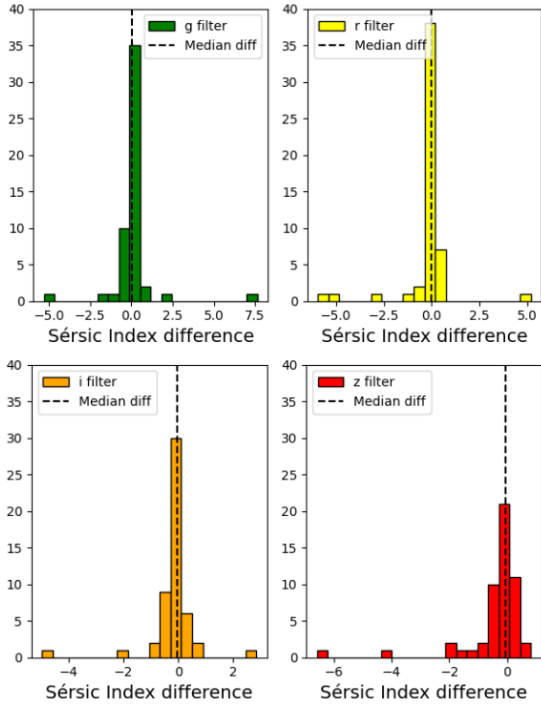 40
35
30
25
20
15
10
5
0
g filter
Median diff
−5.0 −2.5 0.0 2.5 5.0 7.5
Sérsic Index difference
40
35
30
25
20
15
10
5
0
r filter
Median diff
−5.0 −2.5 0.0 2.5 5.0
Sérsic Index difference
40
35
30
25
20
15
10
5
0
i filter
Median diff
−4 −2 0 2
Sérsic Index difference
40
35
30
25
20
15
10
5
0
z filter
Median diff
−6 −4 −2 0
Sérsic Index difference